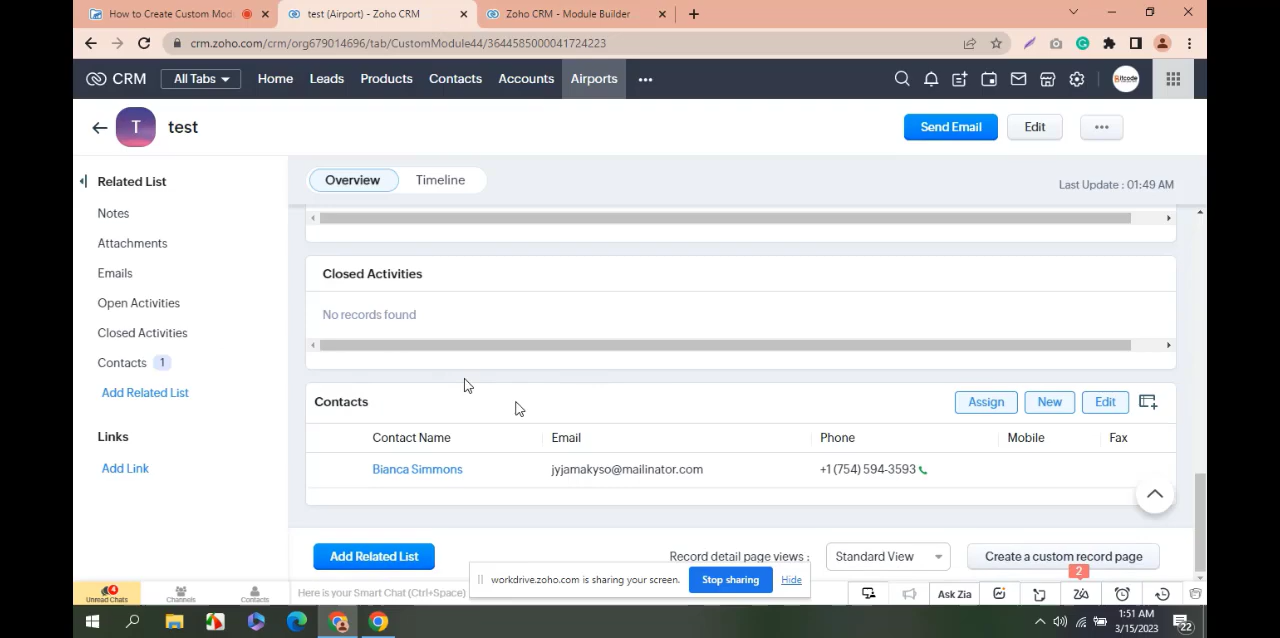 How to Create Custom Mod
test (Airport) - Zoho CRM
Zoho CRM - Module Builder
crm.zoho.com/crm/org679014696/tab/CustomModule44/3644585000041724223
CRM
All Tabs
Home
Leads
Products
Contacts
Accounts
Airports
Bitcode
T
test
Send Email
Edit
Related List
Overview
Timeline
Last Update : 01:49 AM
Notes
Attachments
Emails
Open Activities
Closed Activities
Contacts 1
Add Related List
Links
Add Link
Closed Activities
No records found
Contacts
Assign
New
Edit
Contact Name
Email
Phone
Mobile
Fax
Bianca Simmons
jyjamakyso@mailinator.com
+1 (754) 594-3593
Add Related List
Record detail page views :
Standard View
Create a custom record page
workdrive.zoho.com is sharing your screen.
Stop sharing
Hide
4
Unread Chats
Channels
Contacts
Here is your Smart Chat (Ctrl+Space)
Ask Zia
2
1:51 AM
3/15/2023
22